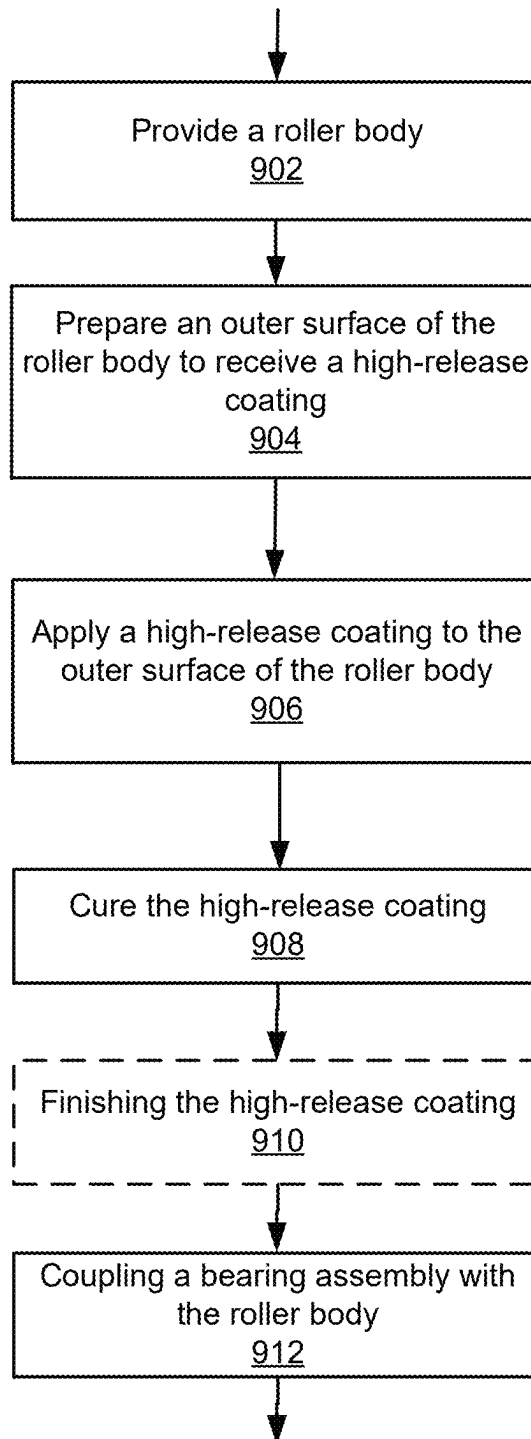 Provide a roller body
902
Prepare an outer surface of the
roller body to receive a high-release
coating
904
Apply a high-release coating to the
outer surface of the roller body
906
Cure the high-release coating
908
Finishing the high-release coating
910
Coupling a bearing assembly with
the roller body
912